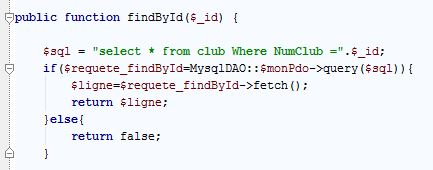 public function findById($_id) {
$sql = "select * from club Where NumClub =".$_id;
if($requete_findById=MysqlDAO::$monPdo->query($sql)){
$ligne=$requete_findById->fetch();
return $ligne;
}else{
return false;
}